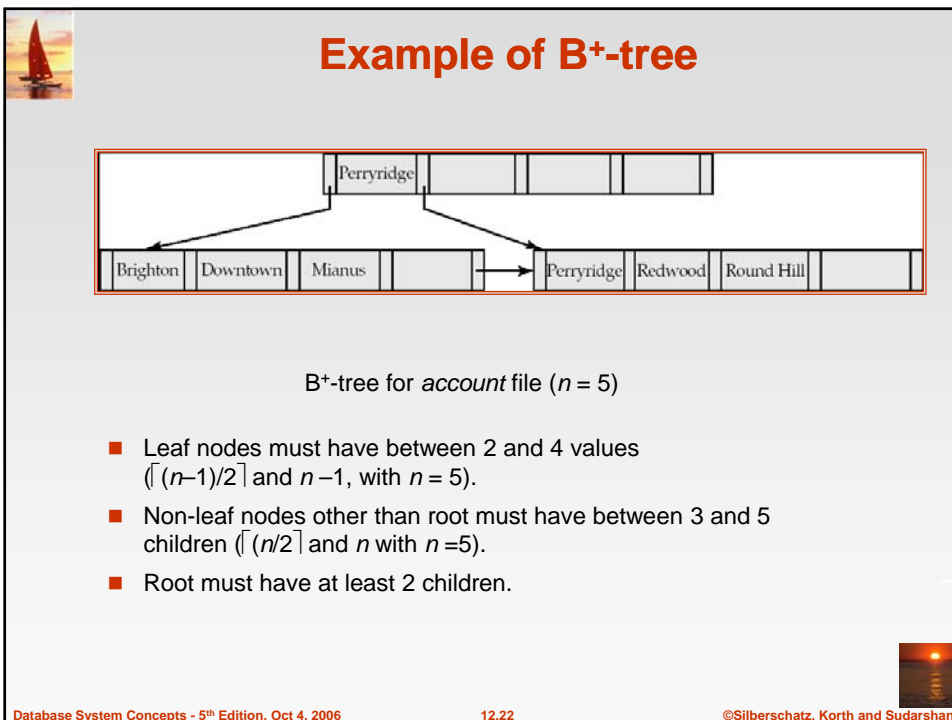 Example of B⁺-tree
Perryridge
Brighton Downtown Mianus Perryridge Redwood Round Hill
B⁺-tree for account file (n = 5)
■ Leaf nodes must have between 2 and 4 values
(⌈(n–1)/2⌉ and n –1, with n = 5).
■ Non-leaf nodes other than root must have between 3 and 5
children (⌈(n/2⌉ and n with n =5).
■ Root must have at least 2 children.
Database System Concepts - 5th Edition, Oct 4, 2006 12.22 ©Silberschatz, Korth and Sudarshan